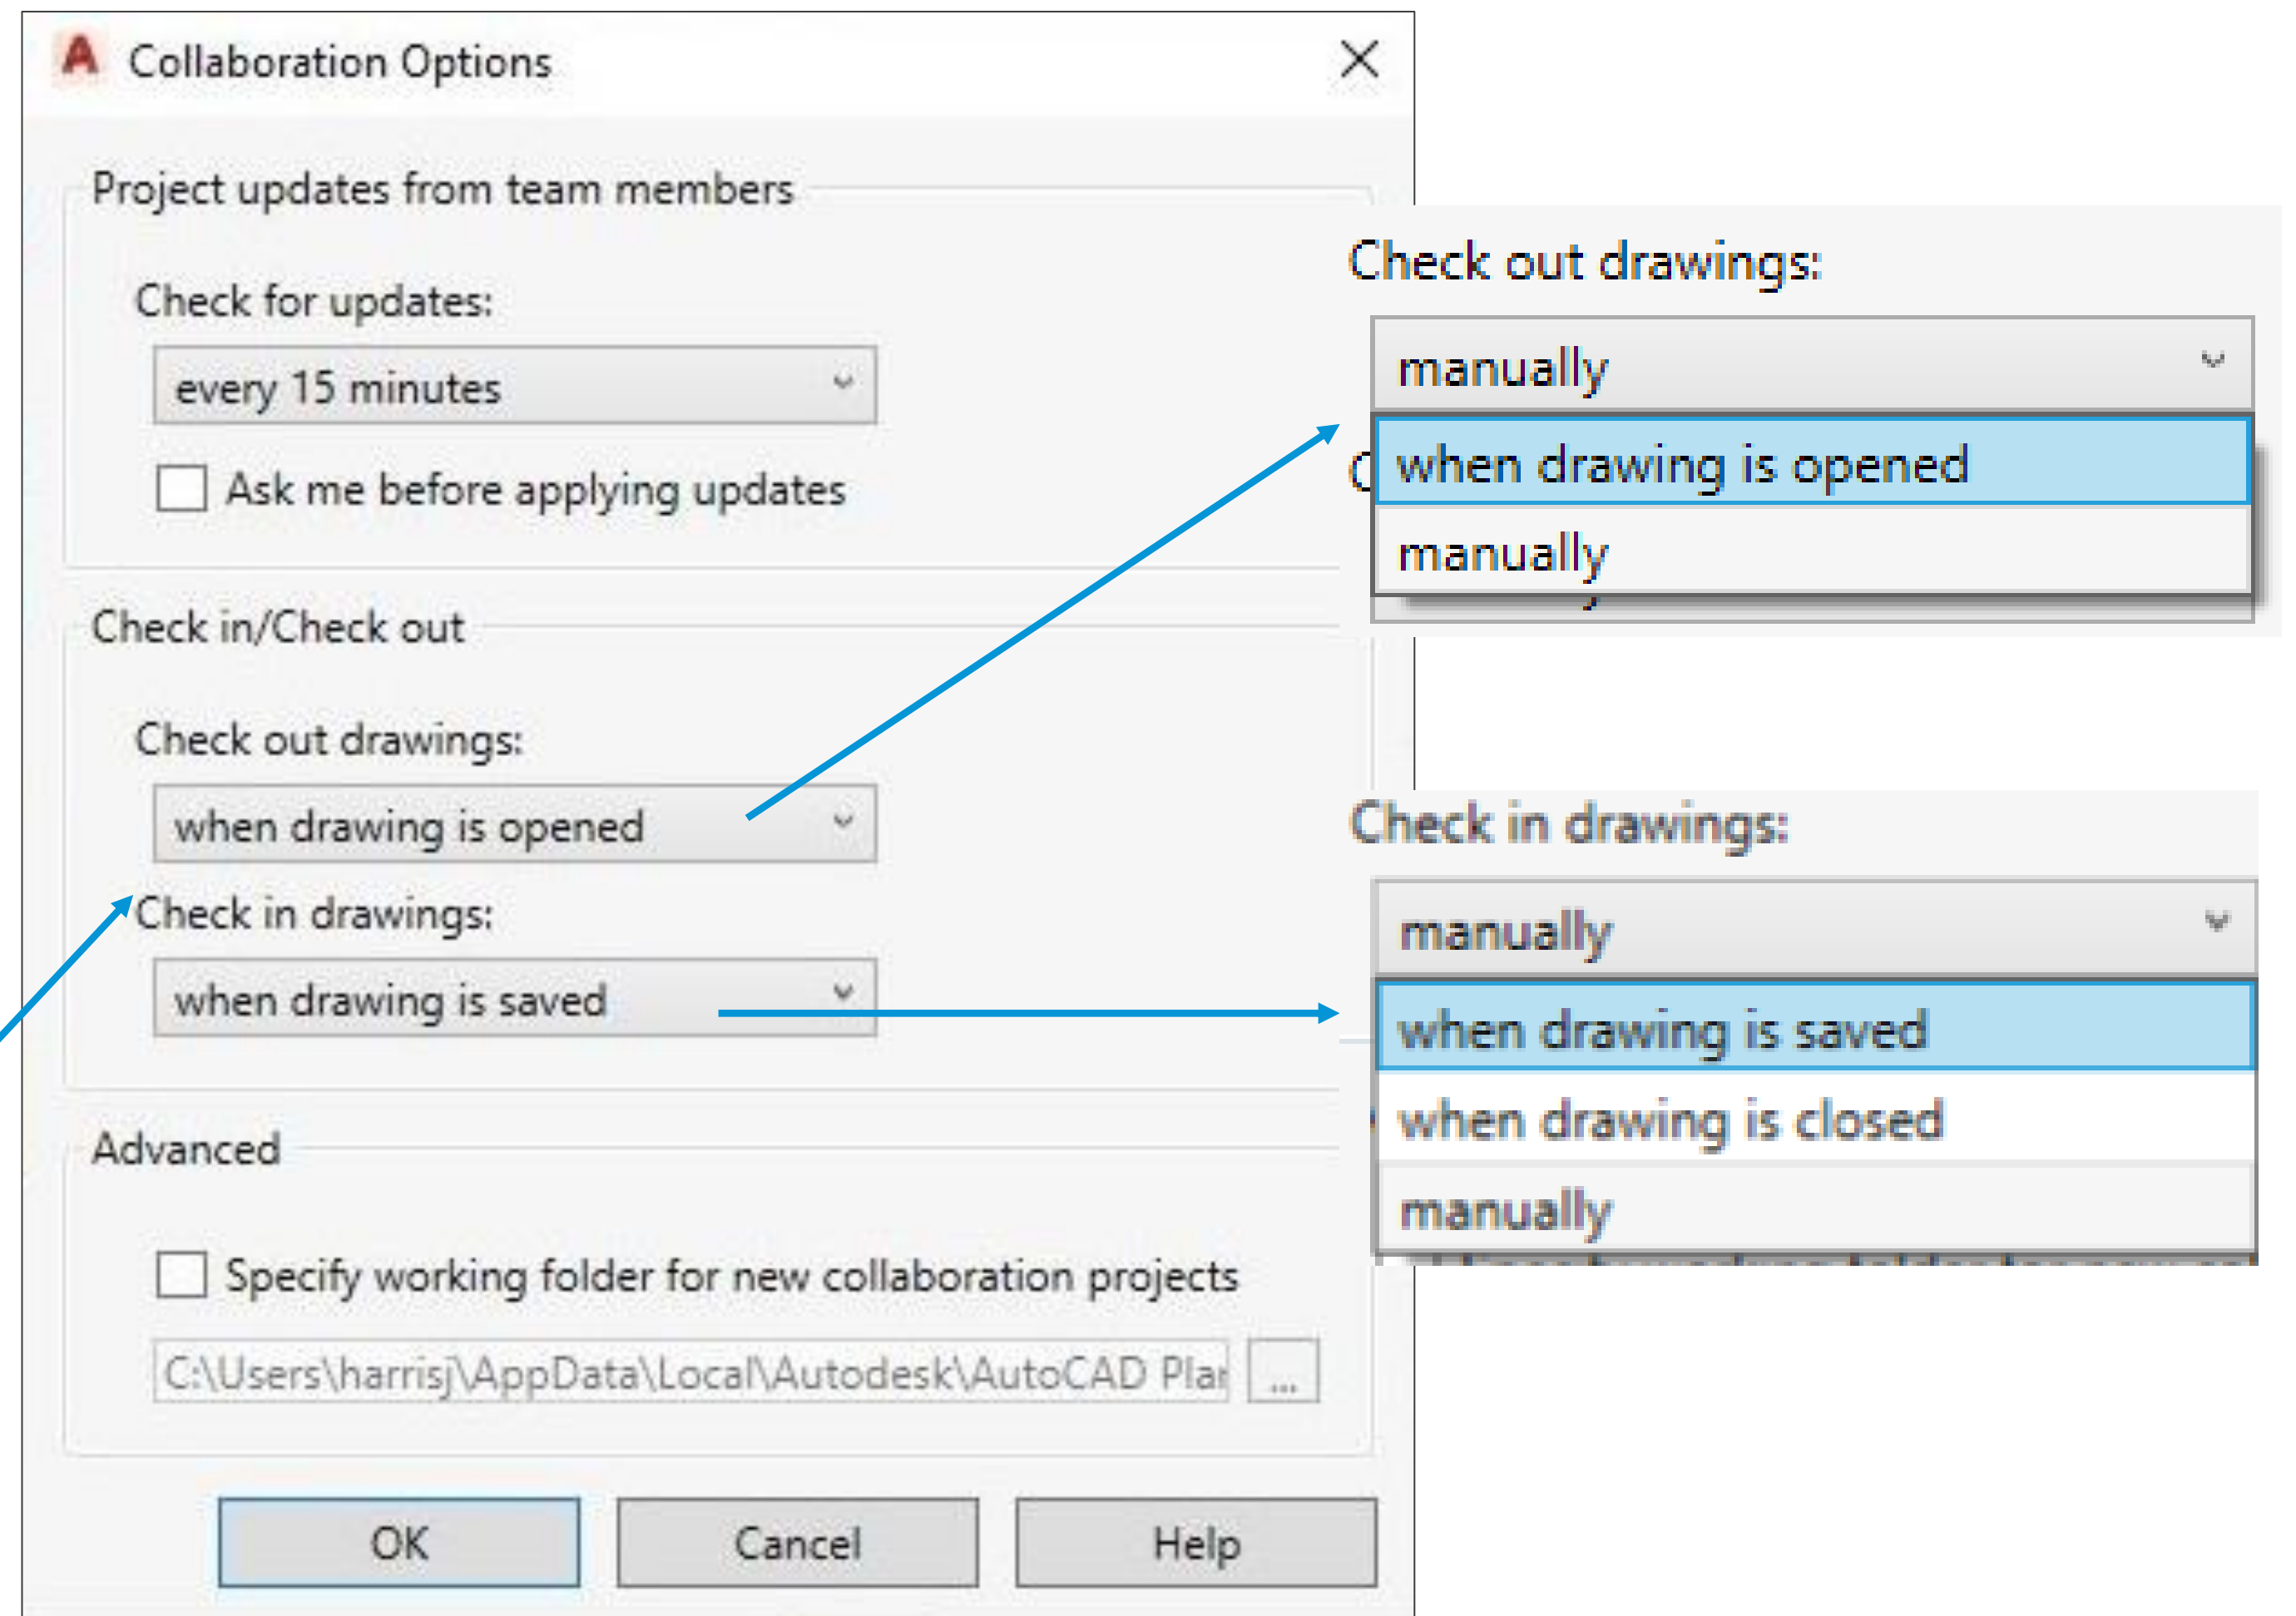 Collaboration Options
Project updates from team members
Check for updates:
every 15 minutes
Ask me before applying updates
Check in/Check out
Check out drawings:
when drawing is opened
Check in drawings:
when drawing is saved
Advanced
Specify working folder for new collaboration projects
C:\Users\harrisj\AppData\Local\Autodesk\AutoCAD Plan
...
OK
Cancel
Help
Check out drawings:
manually
when drawing is opened
manually
Check in drawings:
manually
when drawing is saved
when drawing is closed
manually